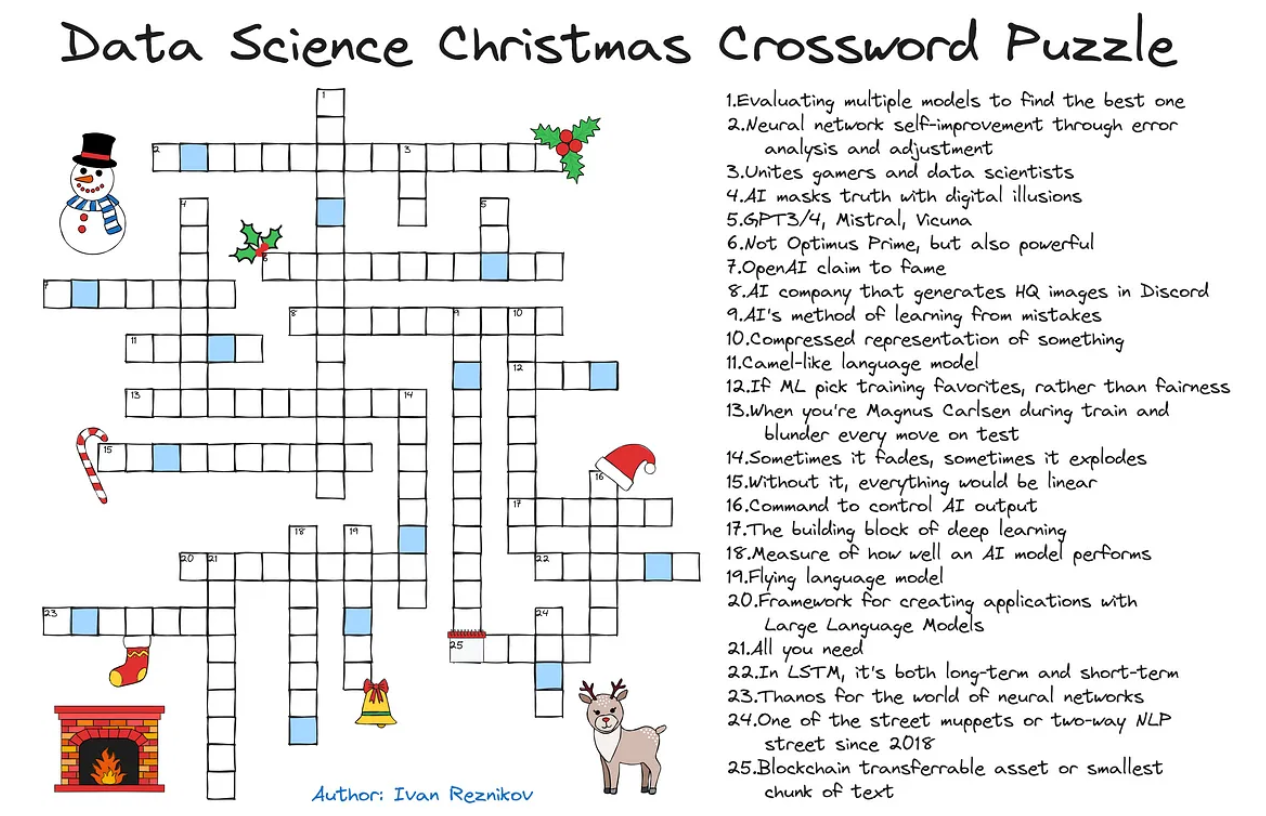 Data Science Christmas Crossword Puzzle
1.Evaluating multiple models to find the best one
2.Neural network self-improvement through error
analysis and adjustment
3.Unites gamers and data scientists
4.AI masks truth with digital illusions
5.GPT3/4, Mistral, Vicuna
6.Not Optimus Prime, but also powerful
7.OpenAI claim to fame
8.AI company that generates HQ images in Discord
9.AI's method of learning from mistakes
10.Compressed representation of something
11.Camel-like language model
12.If ML pick training favorites, rather than fairness
13.When you're Magnus Carlsen during train and
blunder every move on test
14.Sometimes it fades, sometimes it explodes
15.Without it, everything would be linear
16.Command to control AI output
17.The building block of deep learning
18.Measure of how well an AI model performs
19.Flying language model
20.Framework for creating applications with
Large Language Models
21.All you need
22.In LSTM, it's both long-term and short-term
23.Thanos for the world of neural networks
24.One of the street muppets or two-way NLP
street since 2018
25.Blockchain transferrable asset or smallest
chunk of text
1
2 3
4 5
6
7
8 9 10
11
12
13 14
15
16
17
18 19
20 21 22
23 24
25
Author: Ivan Reznikov